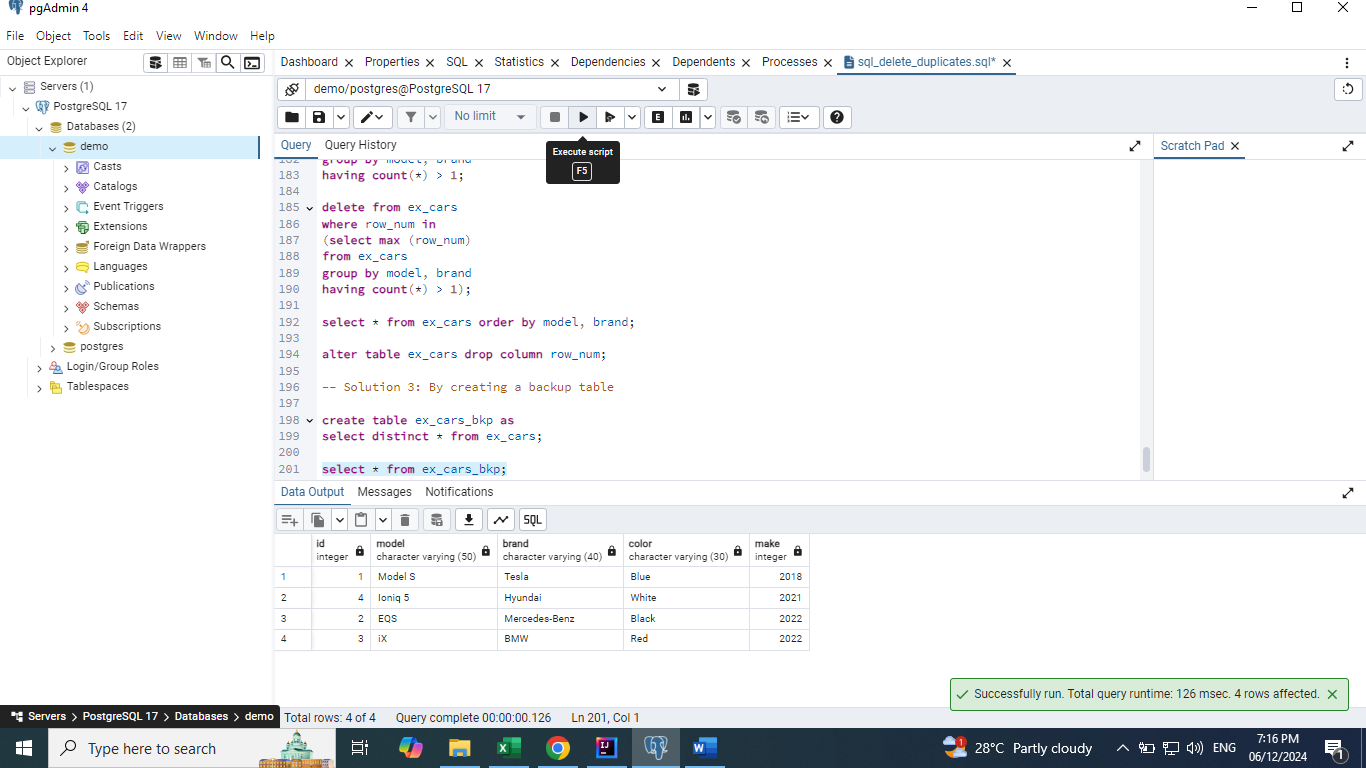 pgAdmin 4
File Object Tools Edit View Window Help
Object Explorer
Dashboard Properties SQL Statistics Dependencies Dependents Processes sql_delete_duplicates.sql*
Servers (1)
PostgreSQL 17
Databases (2)
demo
Casts
Catalogs
Event Triggers
Extensions
Foreign Data Wrappers
Languages
Publications
Schemas
Subscriptions
postgres
Login/Group Roles
Tablespaces
demo/postgres@PostgreSQL 17
No limit
E
Query Query History
Execute script
F5
Scratch Pad
182 group by model, brand
183 having count(*) > 1;
184
185 delete from ex_cars
186 where row_num in
187 (select max (row_num)
188 from ex_cars
189 group by model, brand
190 having count(*) > 1);
191
192 select * from ex_cars order by model, brand;
193
194 alter table ex_cars drop column row_num;
195
196 -- Solution 3: By creating a backup table
197
198 create table ex_cars_bkp as
199 select distinct * from ex_cars;
200
201 select * from ex_cars_bkp;
Data Output Messages Notifications
SQL
id model brand color make
integer character varying (50) character varying (40) character varying (30) integer
1 1 Model S Tesla Blue 2018
2 4 Ioniq 5 Hyundai White 2021
3 2 EQS Mercedes-Benz Black 2022
4 3 iX BMW Red 2022
Successfully run. Total query runtime: 126 msec. 4 rows affected.
Servers > PostgreSQL 17 > Databases > demo
Total rows: 4 of 4 Query complete 00:00:00.126 Ln 201, Col 1
Type here to search
28°C Partly cloudy
ENG
7:16 PM
06/12/2024
1
1